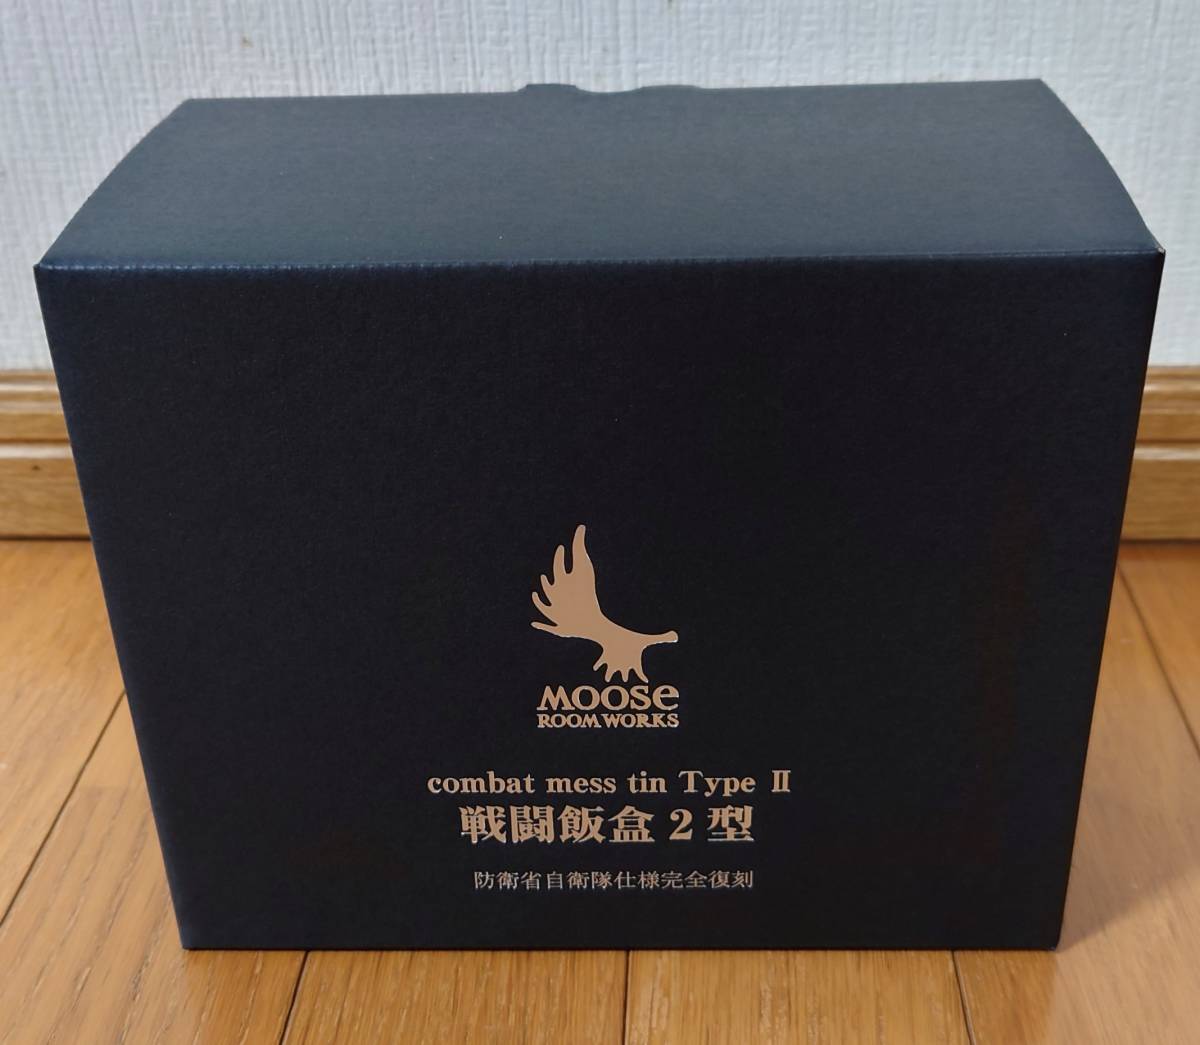 MOOSE
ROOM WORKS
combat mess tin Type Ⅱ
戦闘飯盒2型
防衛省自衛隊仕様完全復刻